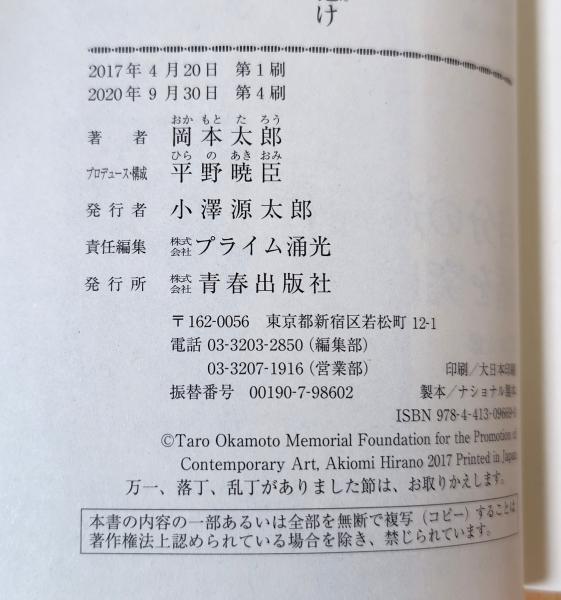 け
2017年 4 月20日　第 1 刷
2020年 9 月30日　第 4 刷
おか もと た ろう
著　者　岡本太郎
ひら の あき おみ
プロデュース・構成　平野暁臣
発行者　小澤源太郎
責任編集　株式会社プライム涌光
発行所　株式会社青春出版社
〒162-0056　東京都新宿区若松町 12-1
電話 03-3203-2850（編集部）
03-3207-1916（営業部）　印刷／大日本印刷
振替番号　00190-7-98602　製本／ナショナル製本
ISBN 978-4-413-09669-
©Taro Okamoto Memorial Foundation for the Promotion of
Contemporary Art, Akiomi Hirano 2017 Printed in Japan
万一、落丁、乱丁がありました節は、お取りかえします。
本書の内容の一部あるいは全部を無断で複写（コピー）することは
著作権法上認められている場合を除き、禁じられています。